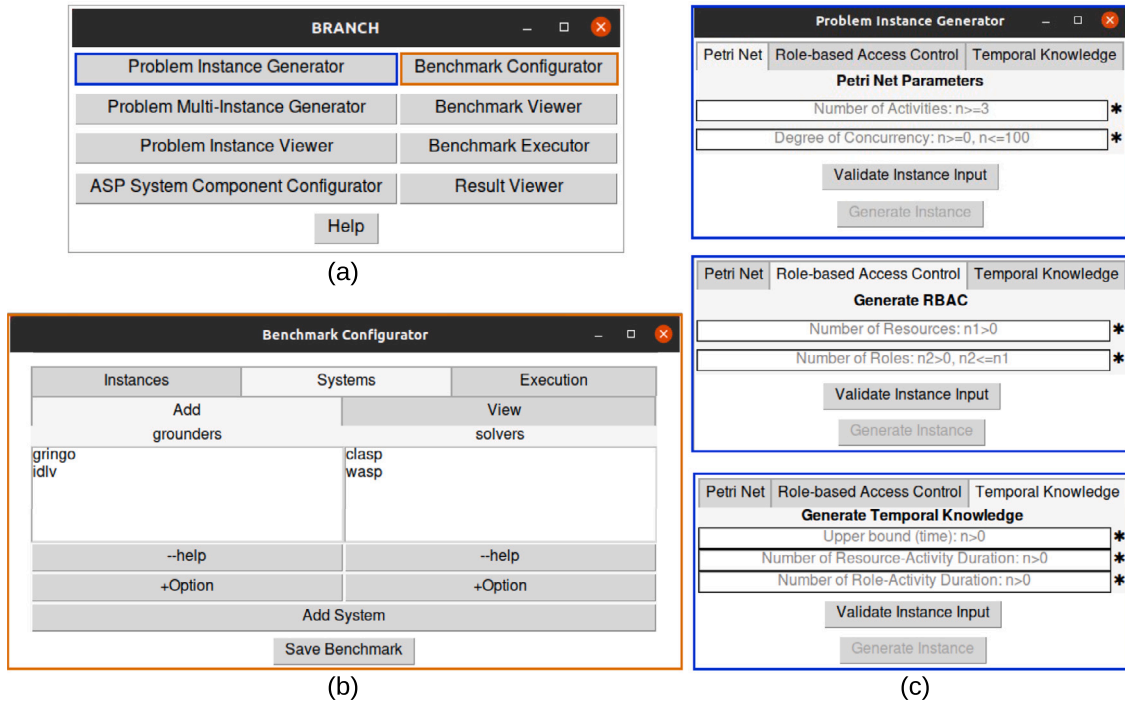 BRANCH
Problem Instance Generator
Benchmark Configurator
Problem Multi-Instance Generator
Benchmark Viewer
Problem Instance Viewer
Benchmark Executor
ASP System Component Configurator
Result Viewer
Help
(a)
Benchmark Configurator
Instances
Systems
Execution
Add
View
grounders
solvers
gringo
idlv
clasp
wasp
--help
--help
+Option
+Option
Add System
Save Benchmark
(b)
Problem Instance Generator
Petri Net
Role-based Access Control
Temporal Knowledge
Petri Net Parameters
Number of Activities: n>=3
✱
Degree of Concurrency: n>=0, n<=100
✱
Validate Instance Input
Generate Instance
Petri Net
Role-based Access Control
Temporal Knowledge
Generate RBAC
Number of Resources: n1>0
✱
Number of Roles: n2>0, n2<=n1
✱
Validate Instance Input
Generate Instance
Petri Net
Role-based Access Control
Temporal Knowledge
Generate Temporal Knowledge
Upper bound (time): n>0
✱
Number of Resource-Activity Duration: n>0
✱
Number of Role-Activity Duration: n>0
✱
Validate Instance Input
Generate Instance
(c)